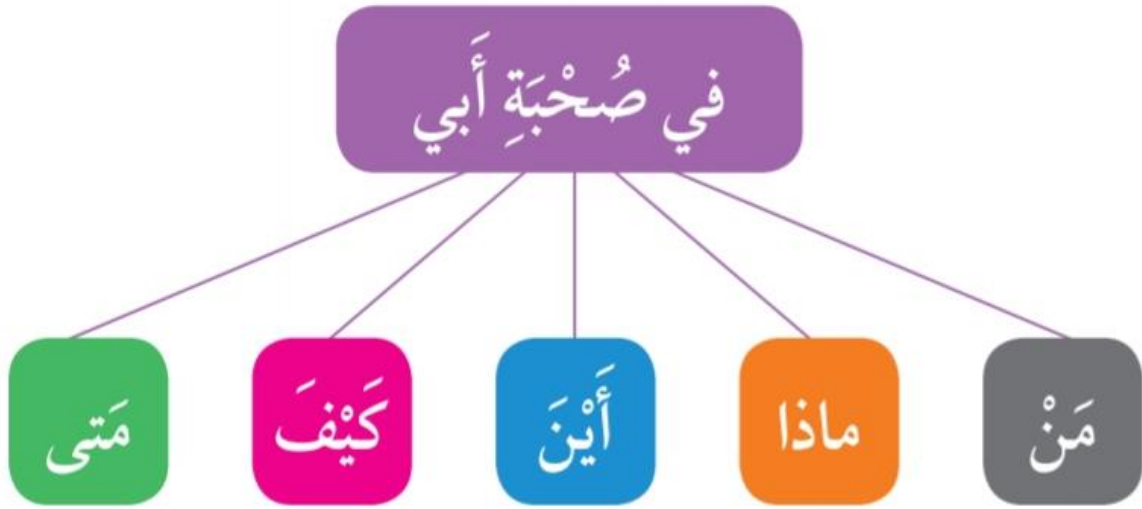 في صُحْبَةِ أَبي
مَنْ
ماذا
أَيْنَ
كَيْفَ
مَتى